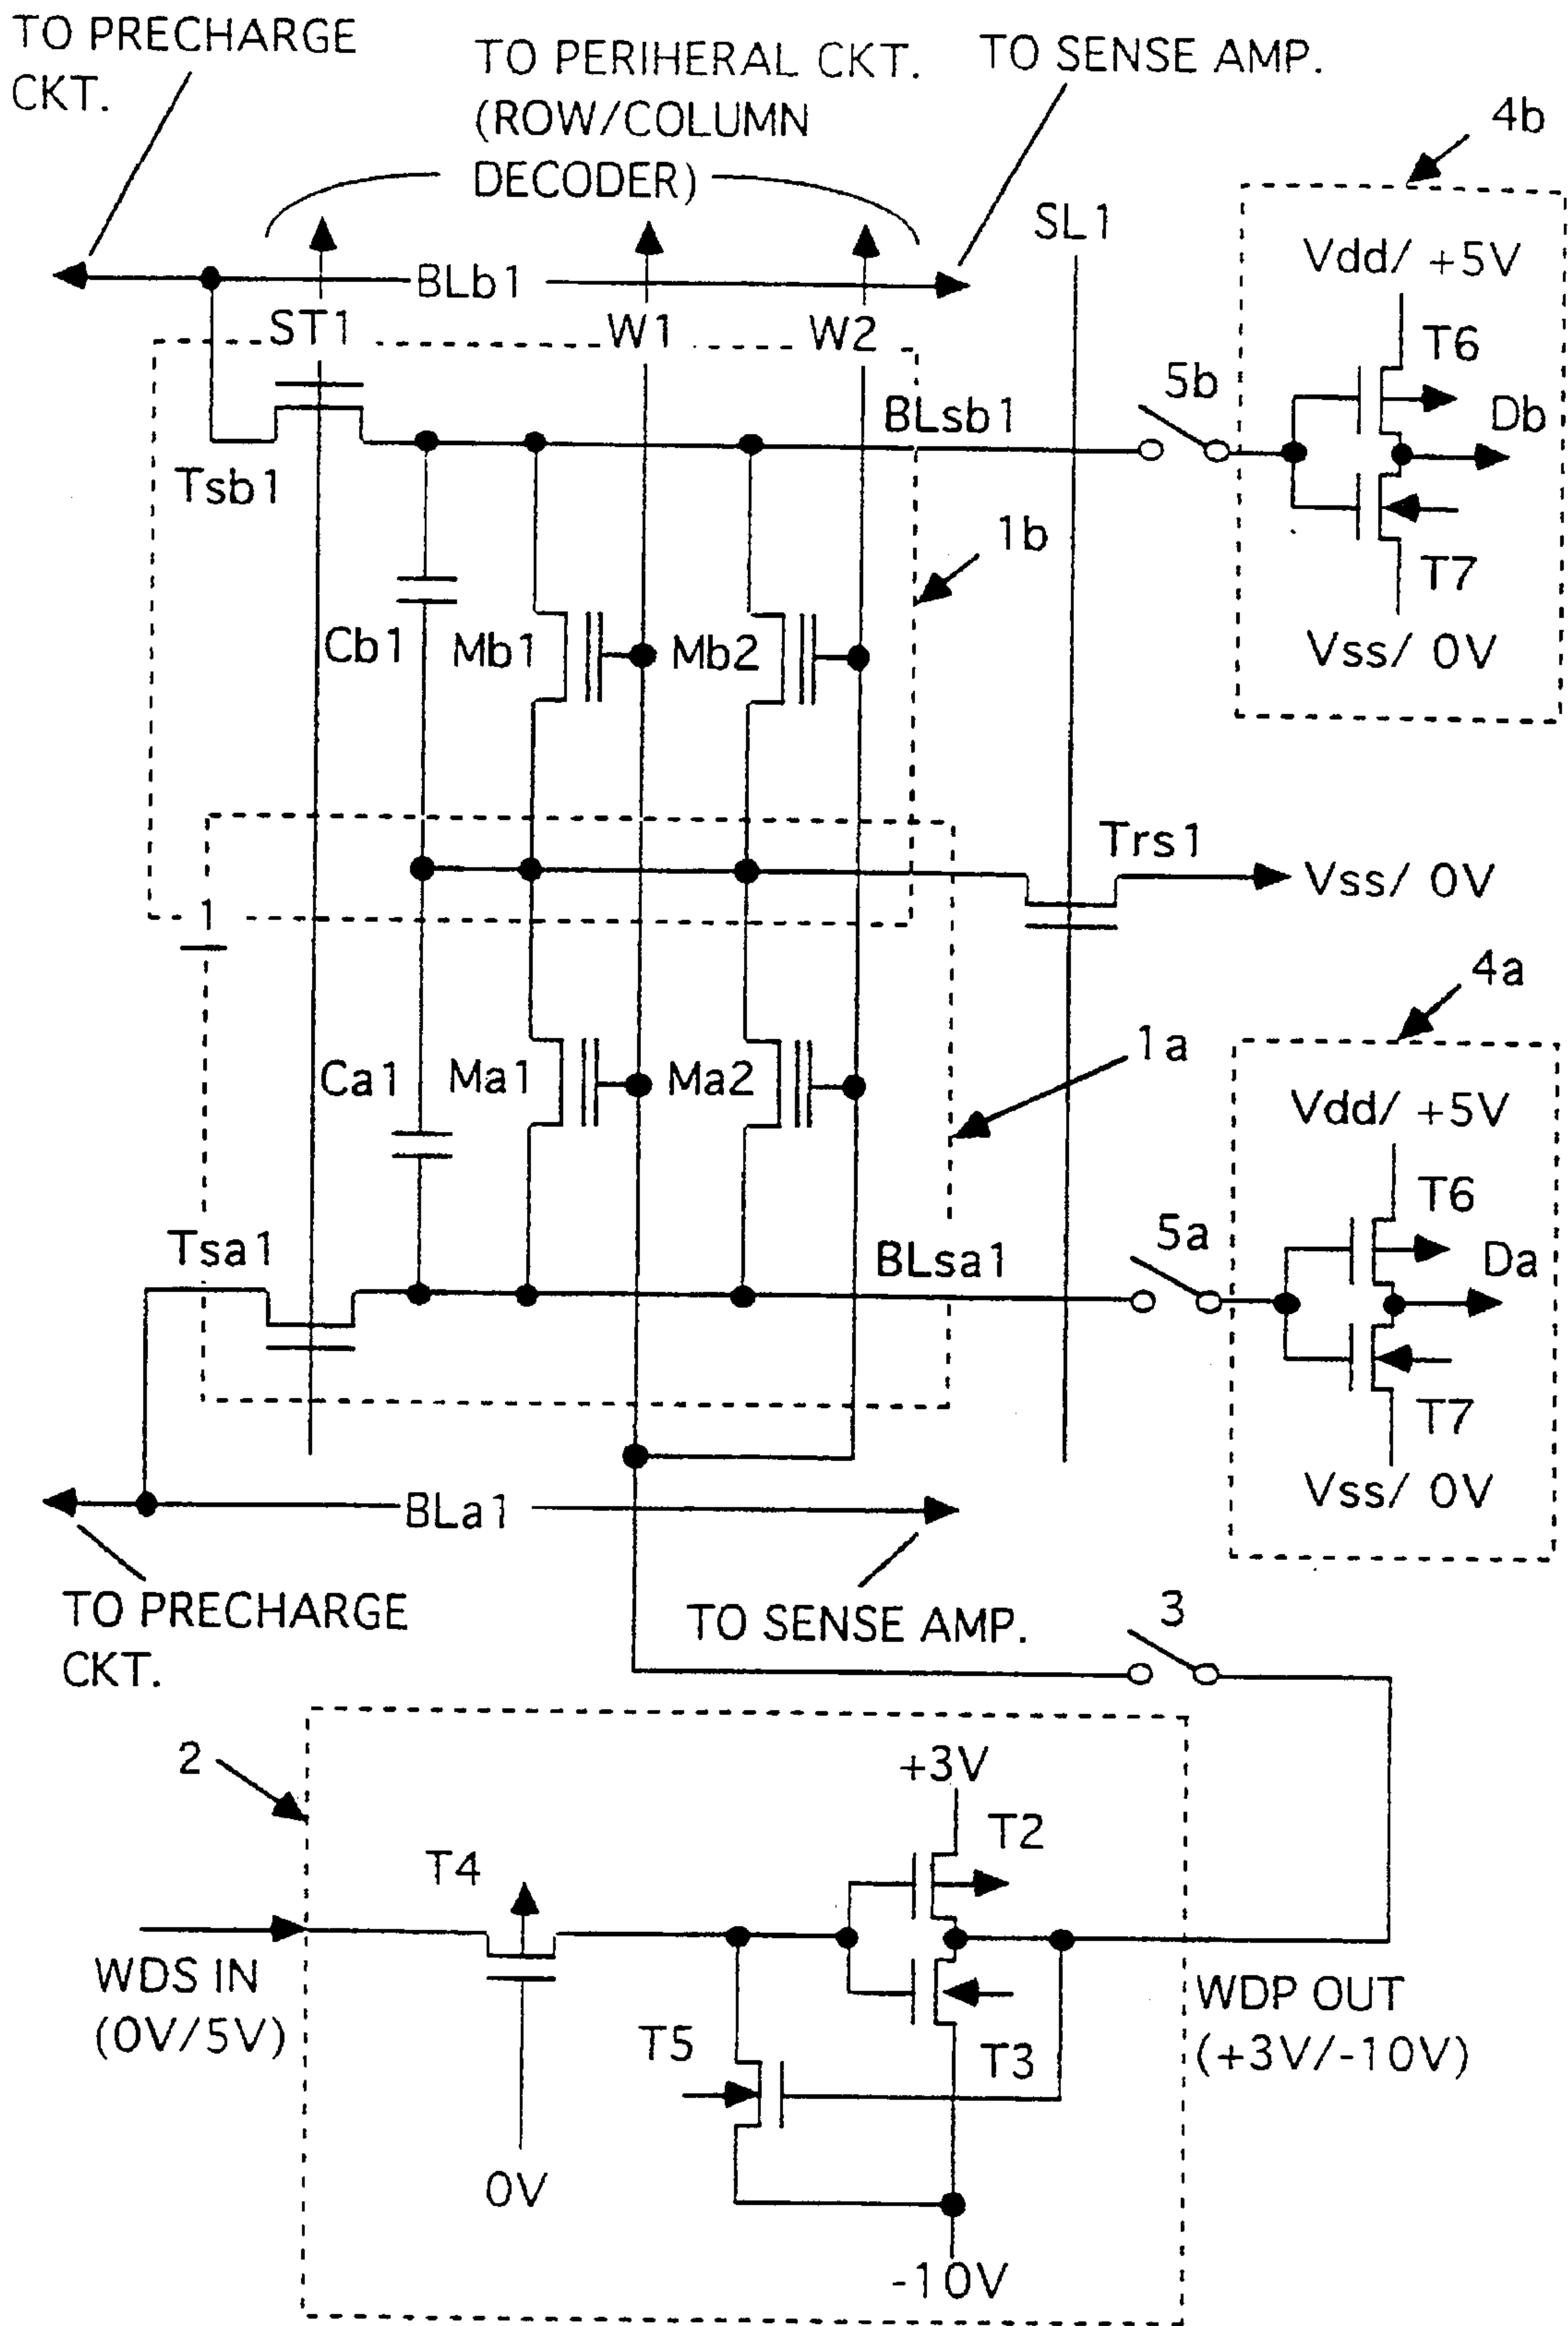 TO PRECHARGE
CKT.
TO PERIHERAL CKT.
(ROW/COLUMN
DECODER)
TO SENSE AMP.
4b
SL1
Vdd/ +5V
BLb1
ST1
W1
W2
T6
5b
BLsb1
Db
Tsb1
1b
T7
Cb1
Mb1
Mb2
Vss/ 0V
Trs1
Vss/ 0V
1
4a
1a
Ca1
Ma1
Ma2
Vdd/ +5V
T6
Tsa1
5a
BLsa1
Da
T7
Vss/ 0V
BLa1
TO PRECHARGE
CKT.
TO SENSE AMP.
3
2
+3V
T2
T4
WDS IN
(0V/5V)
WDP OUT
(+3V/-10V)
T5
T3
0V
-10V